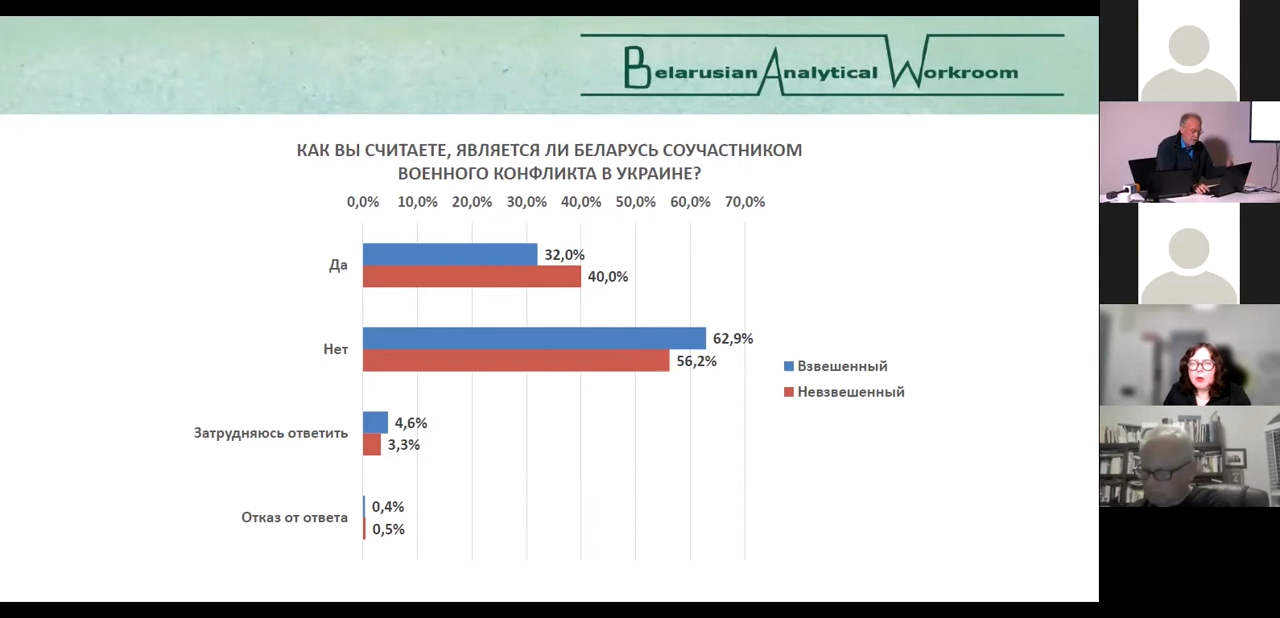 Belarusian Analytical Workroom
КАК ВЫ СЧИТАЕТЕ, ЯВЛЯЕТСЯ ЛИ БЕЛАРУСЬ СОУЧАСТНИКОМ
ВОЕННОГО КОНФЛИКТА В УКРАИНЕ?
0,0% 10,0% 20,0% 30,0% 40,0% 50,0% 60,0% 70,0%
Да
32,0%
40,0%
Нет
62,9%
56,2%
Взвешенный
Невзвешенный
Затрудняюсь ответить
4,6%
3,3%
Отказ от ответа
0,4%
0,5%